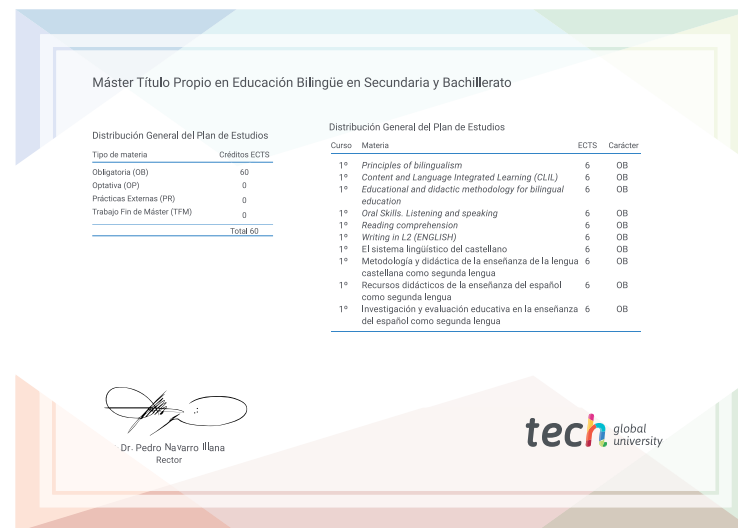 Máster Título Propio en Educación Bilingüe en Secundaria y Bachillerato
Distribución General del Plan de Estudios
Tipo de materia Créditos ECTS
Obligatoria (OB) 60
Optativa (OP) 0
Prácticas Externas (PR) 0
Trabajo Fin de Máster (TFM) 0
Total 60
Distribución General del Plan de Estudios
Curso Materia ECTS Carácter
1º Principles of bilingualism 6 OB
1º Content and Language Integrated Learning (CLIL) 6 OB
1º Educational and didactic methodology for bilingual 6 OB
education
1º Oral Skills. Listening and speaking 6 OB
1º Reading comprehension 6 OB
1º Writing in L2 (ENGLISH) 6 OB
1º El sistema lingüístico del castellano 6 OB
1º Metodología y didáctica de la enseñanza de la lengua 6 OB
castellana como segunda lengua
1º Recursos didácticos de la enseñanza del español 6 OB
como segunda lengua
1º Investigación y evaluación educativa en la enseñanza 6 OB
del español como segunda lengua
Dr. Pedro Navarro Illana
Rector
tech global
university